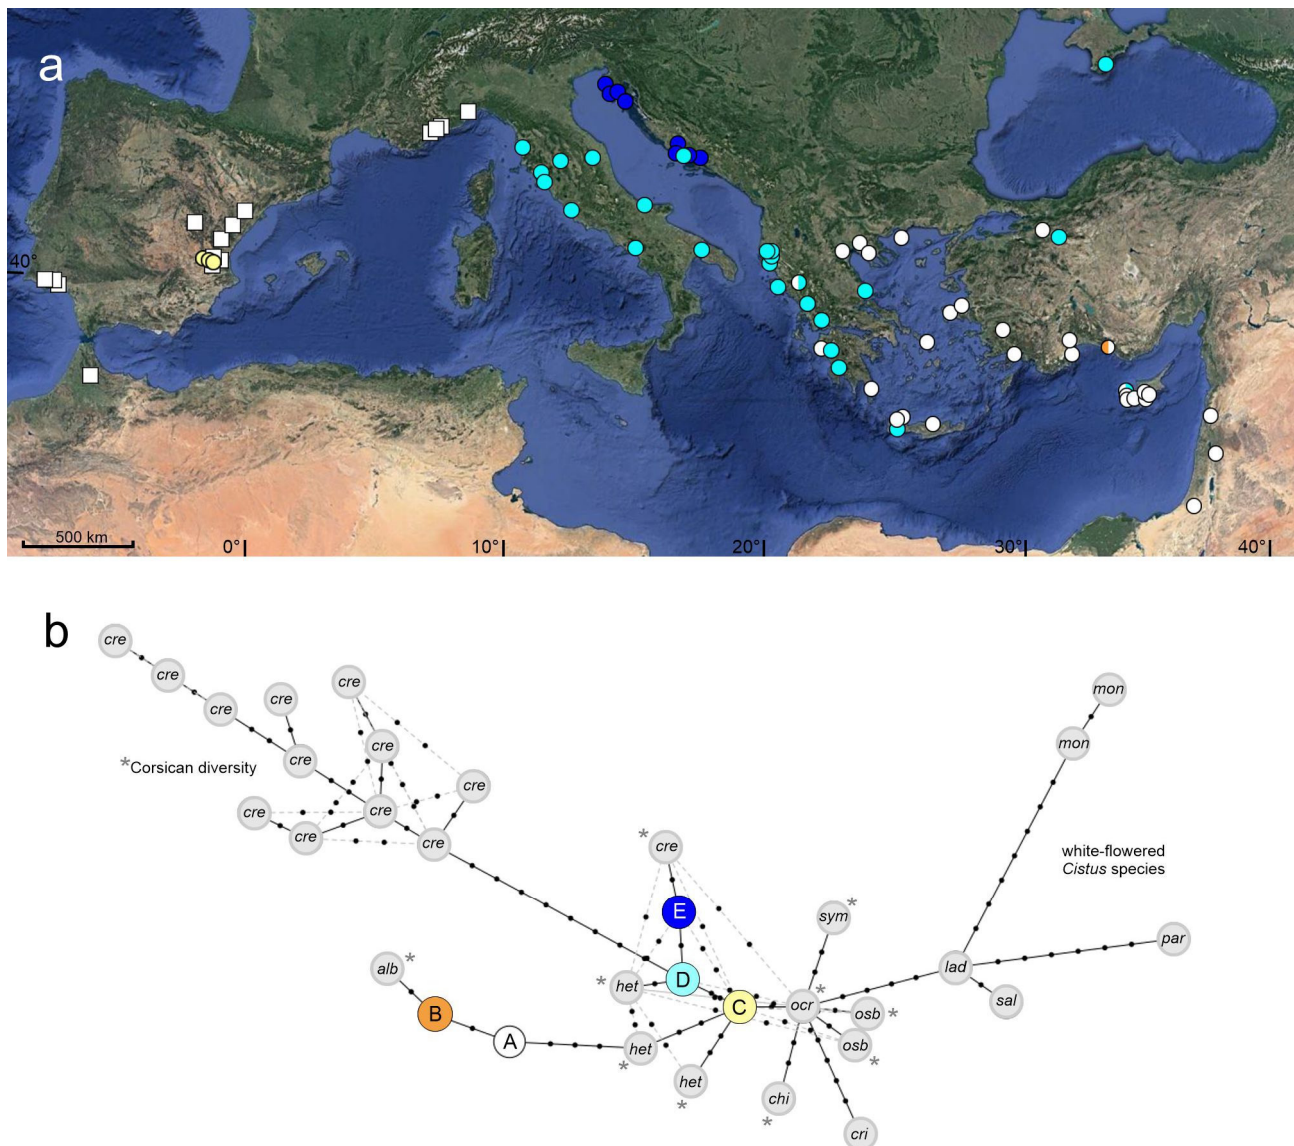 a
40°
500 km
0°
10°
20°
30°
40°
b
cre
cre
cre
cre
cre
cre
cre
cre
*Corsican diversity
cre
cre
cre
cre
cre
* cre
E
mon
mon
white-flowered
Cistus species
sym *
par
alb *
* het
D
lad
sal
B
A
C
ocr *
osb *
osb *
het *
het *
chi *
cri